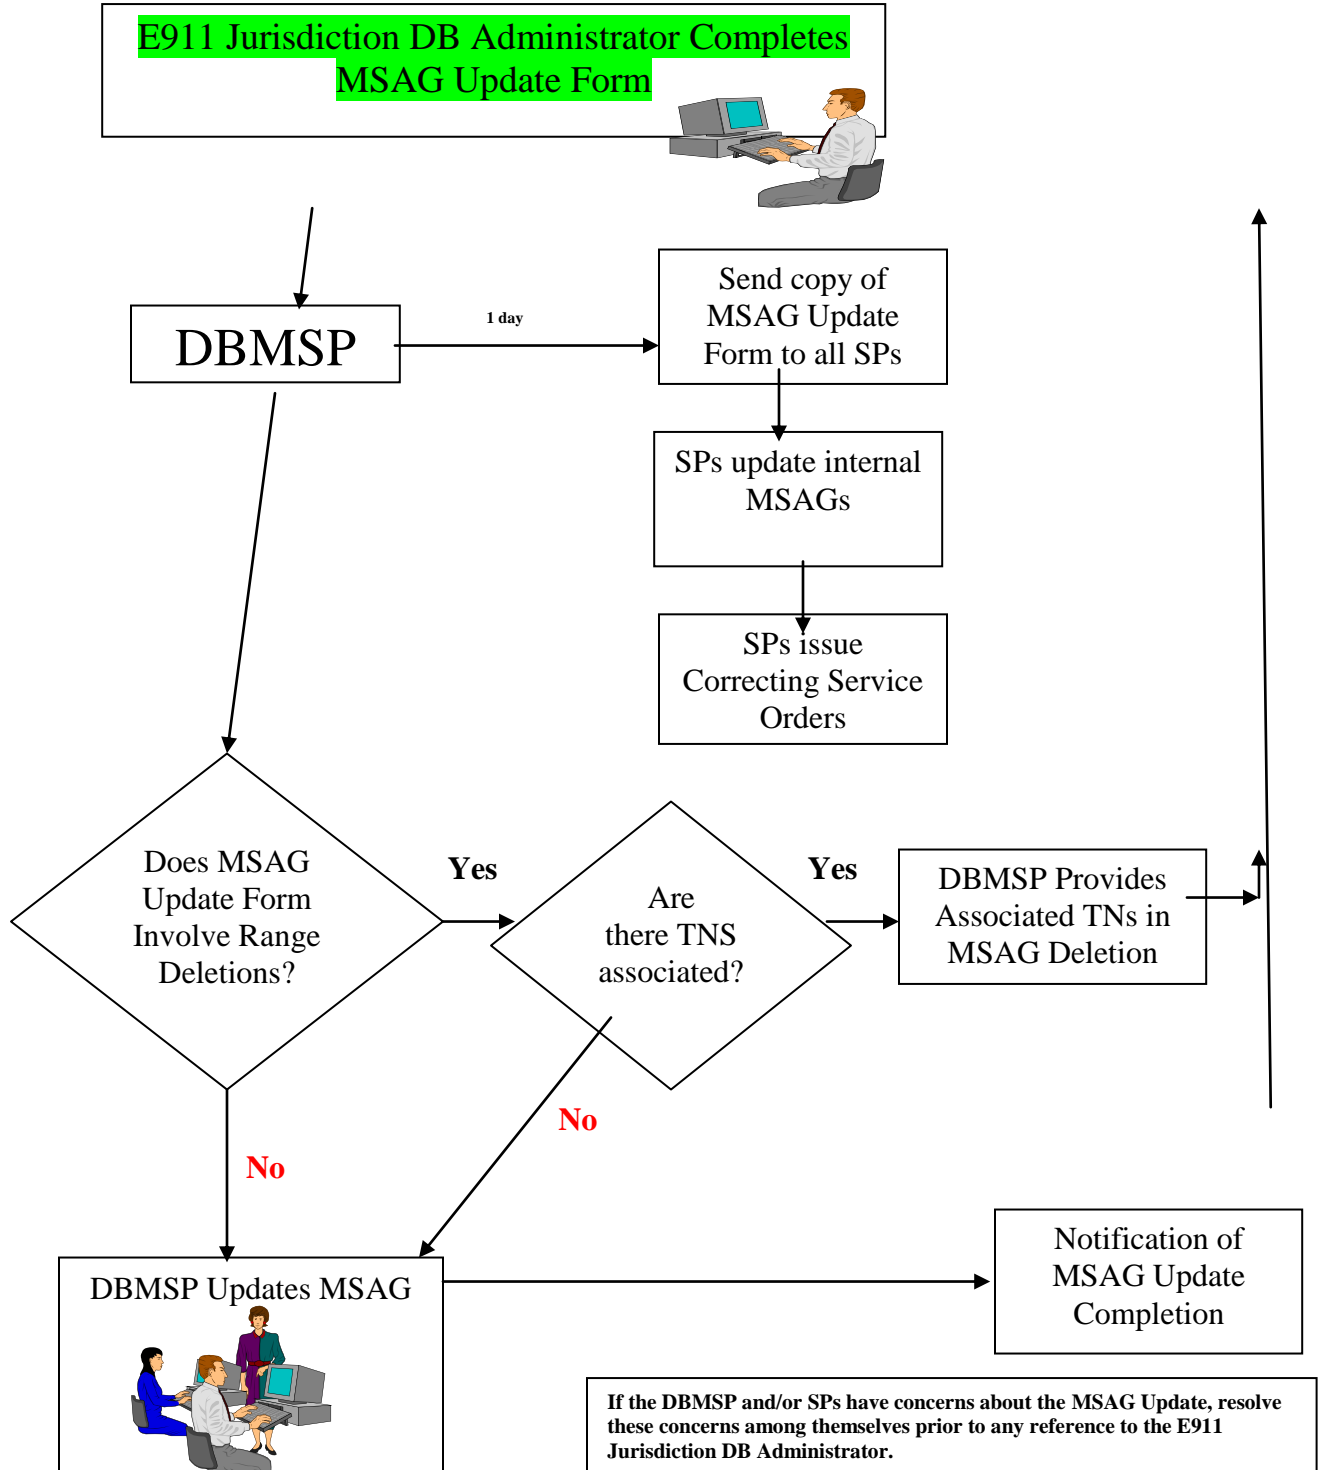 E911 Jurisdiction DB Administrator Completes
MSAG Update Form
DBMSP
1 day
Send copy of
MSAG Update
Form to all SPs
SPs update internal
MSAGs
SPs issue
Correcting Service
Orders
Does MSAG
Update Form
Involve Range
Deletions?
Yes
Are
there TNS
associated?
Yes
DBMSP Provides
Associated TNs in
MSAG Deletion
No
No
DBMSP Updates MSAG
Notification of
MSAG Update
Completion
If the DBMSP and/or SPs have concerns about the MSAG Update, resolve
these concerns among themselves prior to any reference to the E911
Jurisdiction DB Administrator.